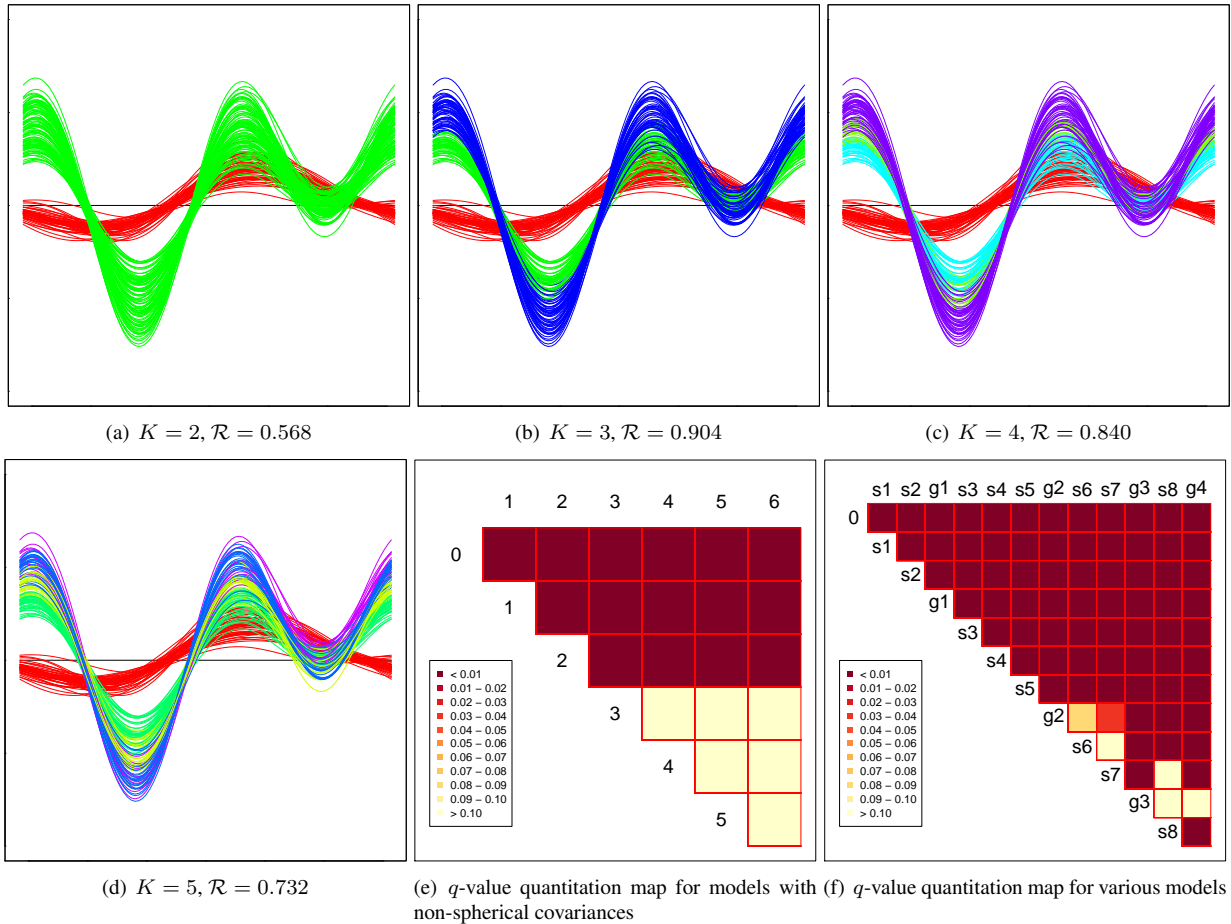 (a) K = 2, R = 0.568
(b) K = 3, R = 0.904
(c) K = 4, R = 0.840
(d) K = 5, R = 0.732
1 2 3 4 5 6
0
1
2
3
4
5
< 0.01
0.01 – 0.02
0.02 – 0.03
0.03 – 0.04
0.04 – 0.05
0.05 – 0.06
0.06 – 0.07
0.07 – 0.08
0.08 – 0.09
0.09 – 0.10
> 0.10
(e) q-value quantitation map for models with
non-spherical covariances
s1 s2 g1 s3 s4 s5 g2 s6 s7 g3 s8 g4
0
s1
s2
g1
s3
s4
s5
g2
s6
s7
g3
s8
< 0.01
0.01 – 0.02
0.02 – 0.03
0.03 – 0.04
0.04 – 0.05
0.05 – 0.06
0.06 – 0.07
0.07 – 0.08
0.08 – 0.09
0.09 – 0.10
> 0.10
(f) q-value quantitation map for various models